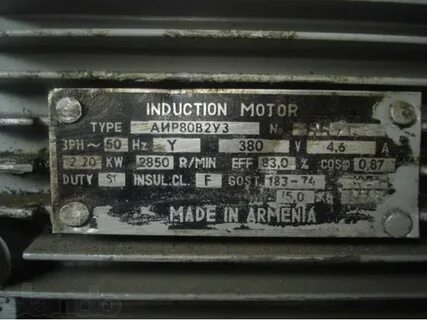 INDUCTION MOTOR
TYPE АИР80В2У3 N
3PH~50 Hz Y 380 V 4,6 A
2.20 KW 2850 R/MIN EFF 83,0 % COSφ 0,87
DUTY S1 INSUL.CL. F GOST 183-74
15,0
MADE IN ARMENIA